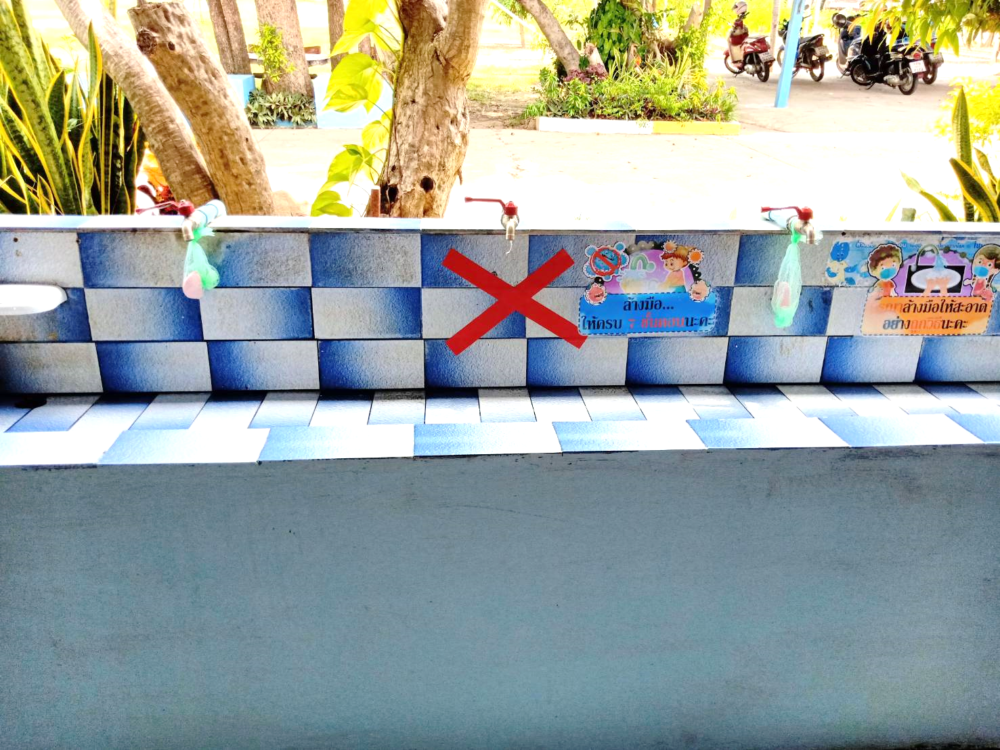 ล้างมือ...
ให้ครบ 7 ขั้นตอนนะคะ
ล้างมือให้สะอาด
อย่างถูกวิธีนะคะ